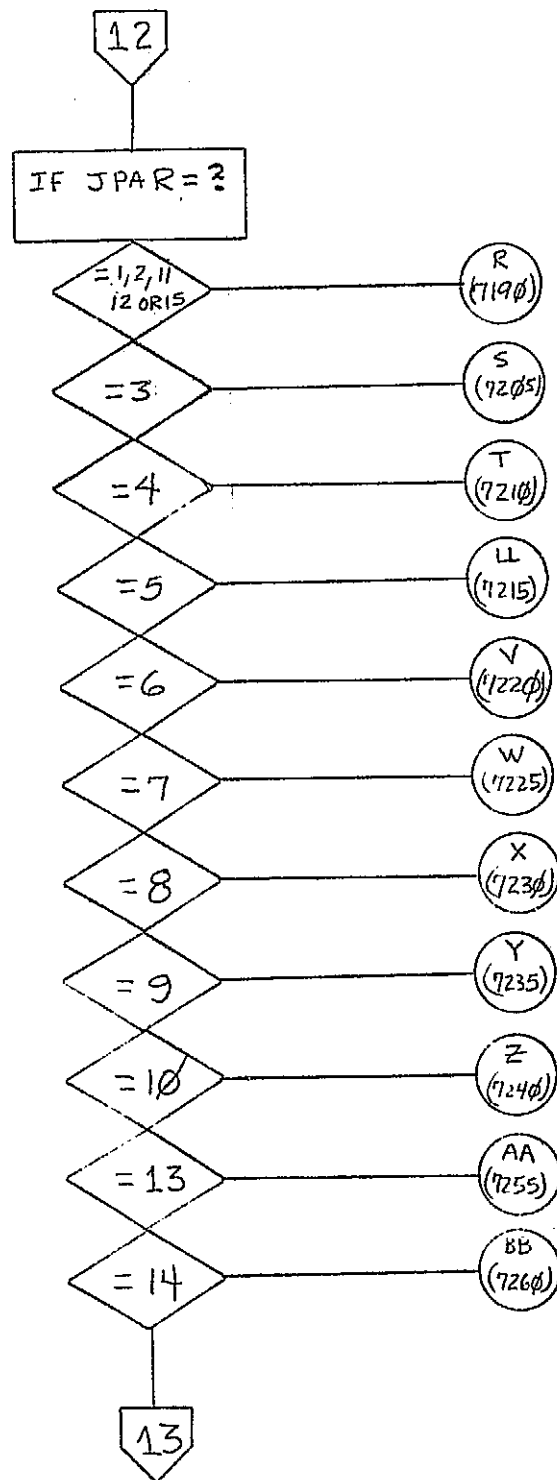 12
IF JPAR = ?
= 1, 2, 11
12 OR 15
R
(7190)
= 3
S
(7205)
= 4
T
(7210)
= 5
U
(7215)
= 6
V
(7220)
= 7
W
(7225)
= 8
X
(7230)
= 9
Y
(7235)
= 10
Z
(7240)
= 13
AA
(7255)
= 14
BB
(7260)
13